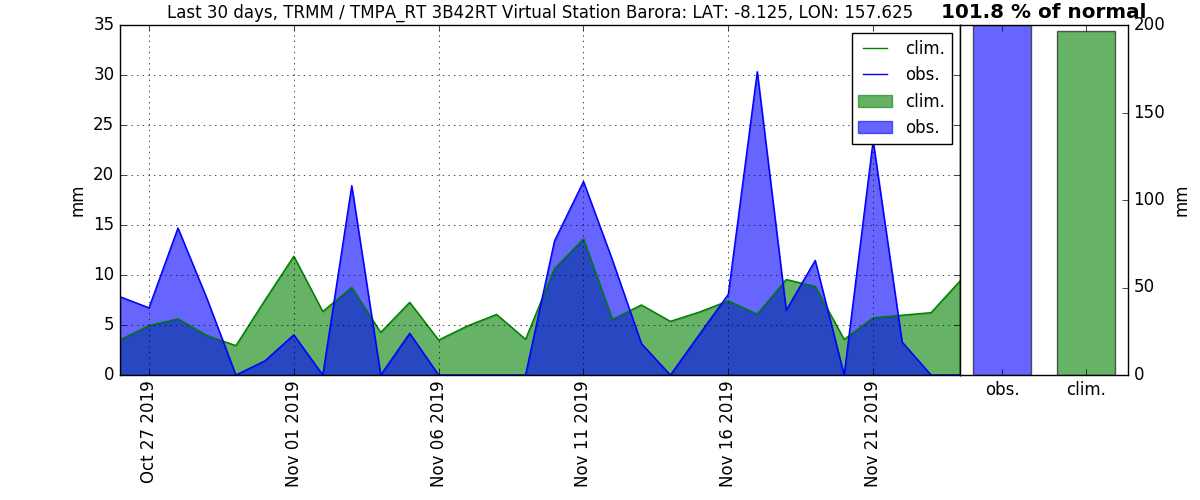 Last 30 days, TRMM / TMPA_RT 3B42RT Virtual Station Barora: LAT: -8.125, LON: 157.625
101.8 % of normal
35
30
25
20
15
10
5
0
mm
clim.
obs.
clim.
obs.
200
150
100
50
0
mm
obs.
clim.
Oct 27 2019
Nov 01 2019
Nov 06 2019
Nov 11 2019
Nov 16 2019
Nov 21 2019